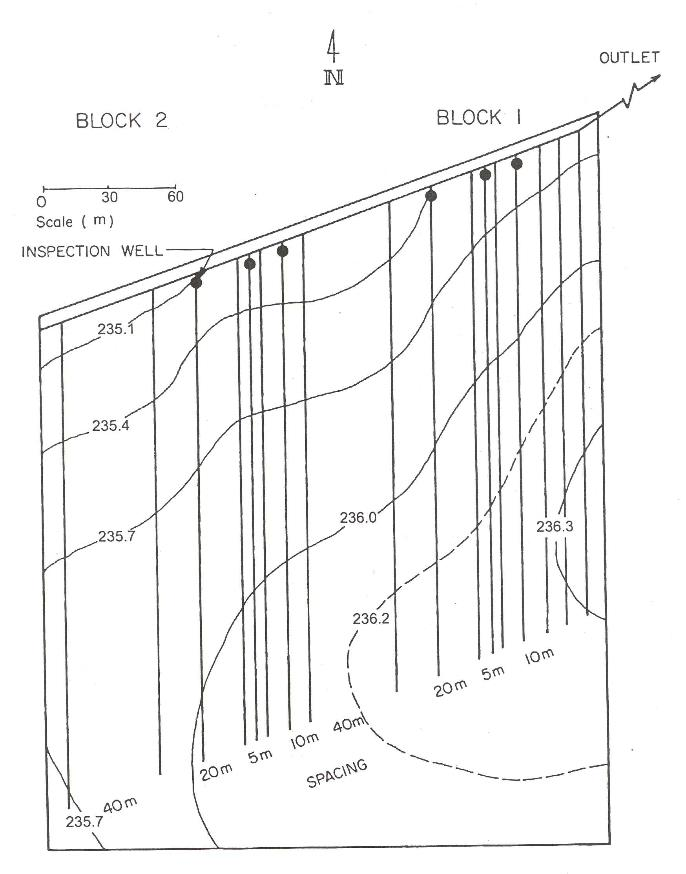 4
N
OUTLET
BLOCK 2
BLOCK 1
0 30 60
Scale ( m )
INSPECTION WELL
235.1
235.4
235.7
236.0
236.3
236.2
20m 5m 10m
20m 5m 10m 40m
40m
SPACING
235.7